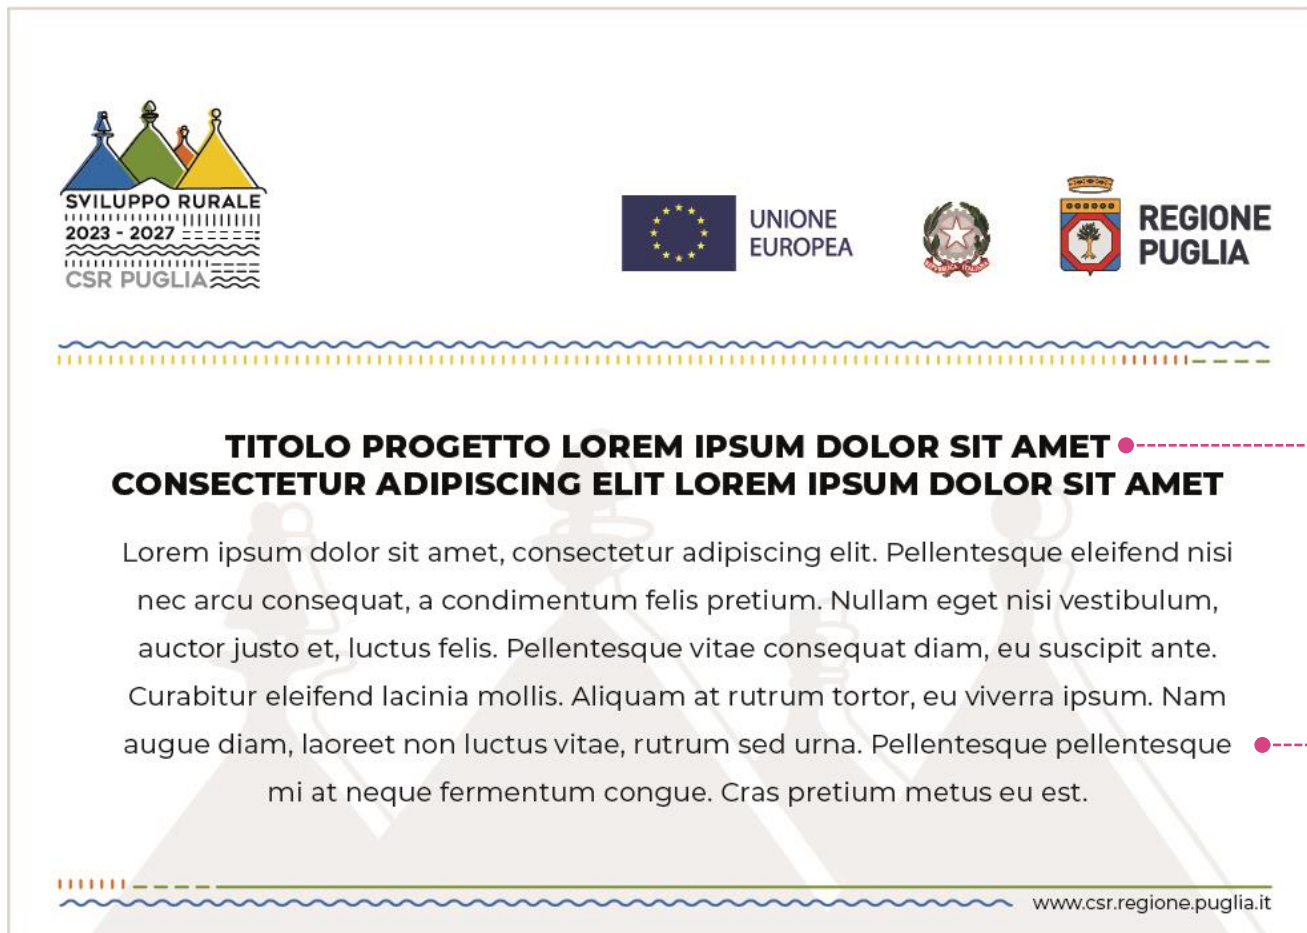 SVILUPPO RURALE
2023 - 2027
CSR PUGLIA
UNIONE
EUROPEA
REPVBBLICA ITALIANA
REGIONE
PUGLIA
TITOLO PROGETTO LOREM IPSUM DOLOR SIT AMET
CONSECTETUR ADIPISCING ELIT LOREM IPSUM DOLOR SIT AMET
Lorem ipsum dolor sit amet, consectetur adipiscing elit. Pellentesque eleifend nisi
nec arcu consequat, a condimentum felis pretium. Nullam eget nisi vestibulum,
auctor justo et, luctus felis. Pellentesque vitae consequat diam, eu suscipit ante.
Curabitur eleifend lacinia mollis. Aliquam at rutrum tortor, eu viverra ipsum. Nam
augue diam, laoreet non luctus vitae, rutrum sed urna. Pellentesque pellentesque
mi at neque fermentum congue. Cras pretium metus eu est.
www.csr.regione.puglia.it